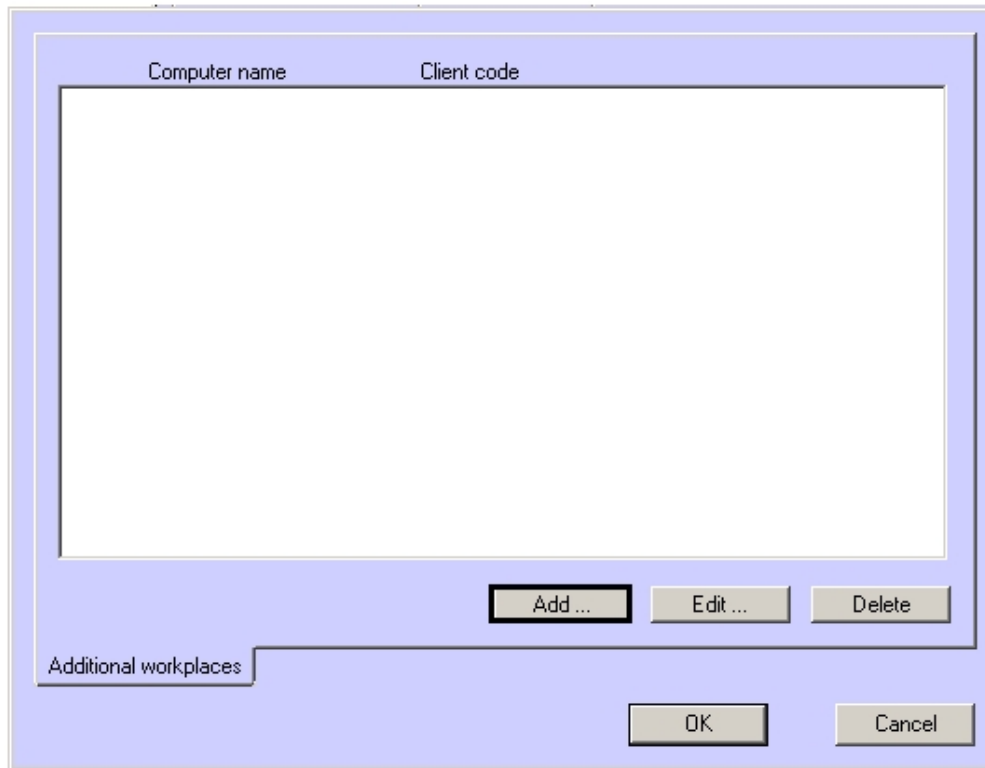 Computer name Client code
Add ... Edit ... Delete
Additional workplaces
OK Cancel